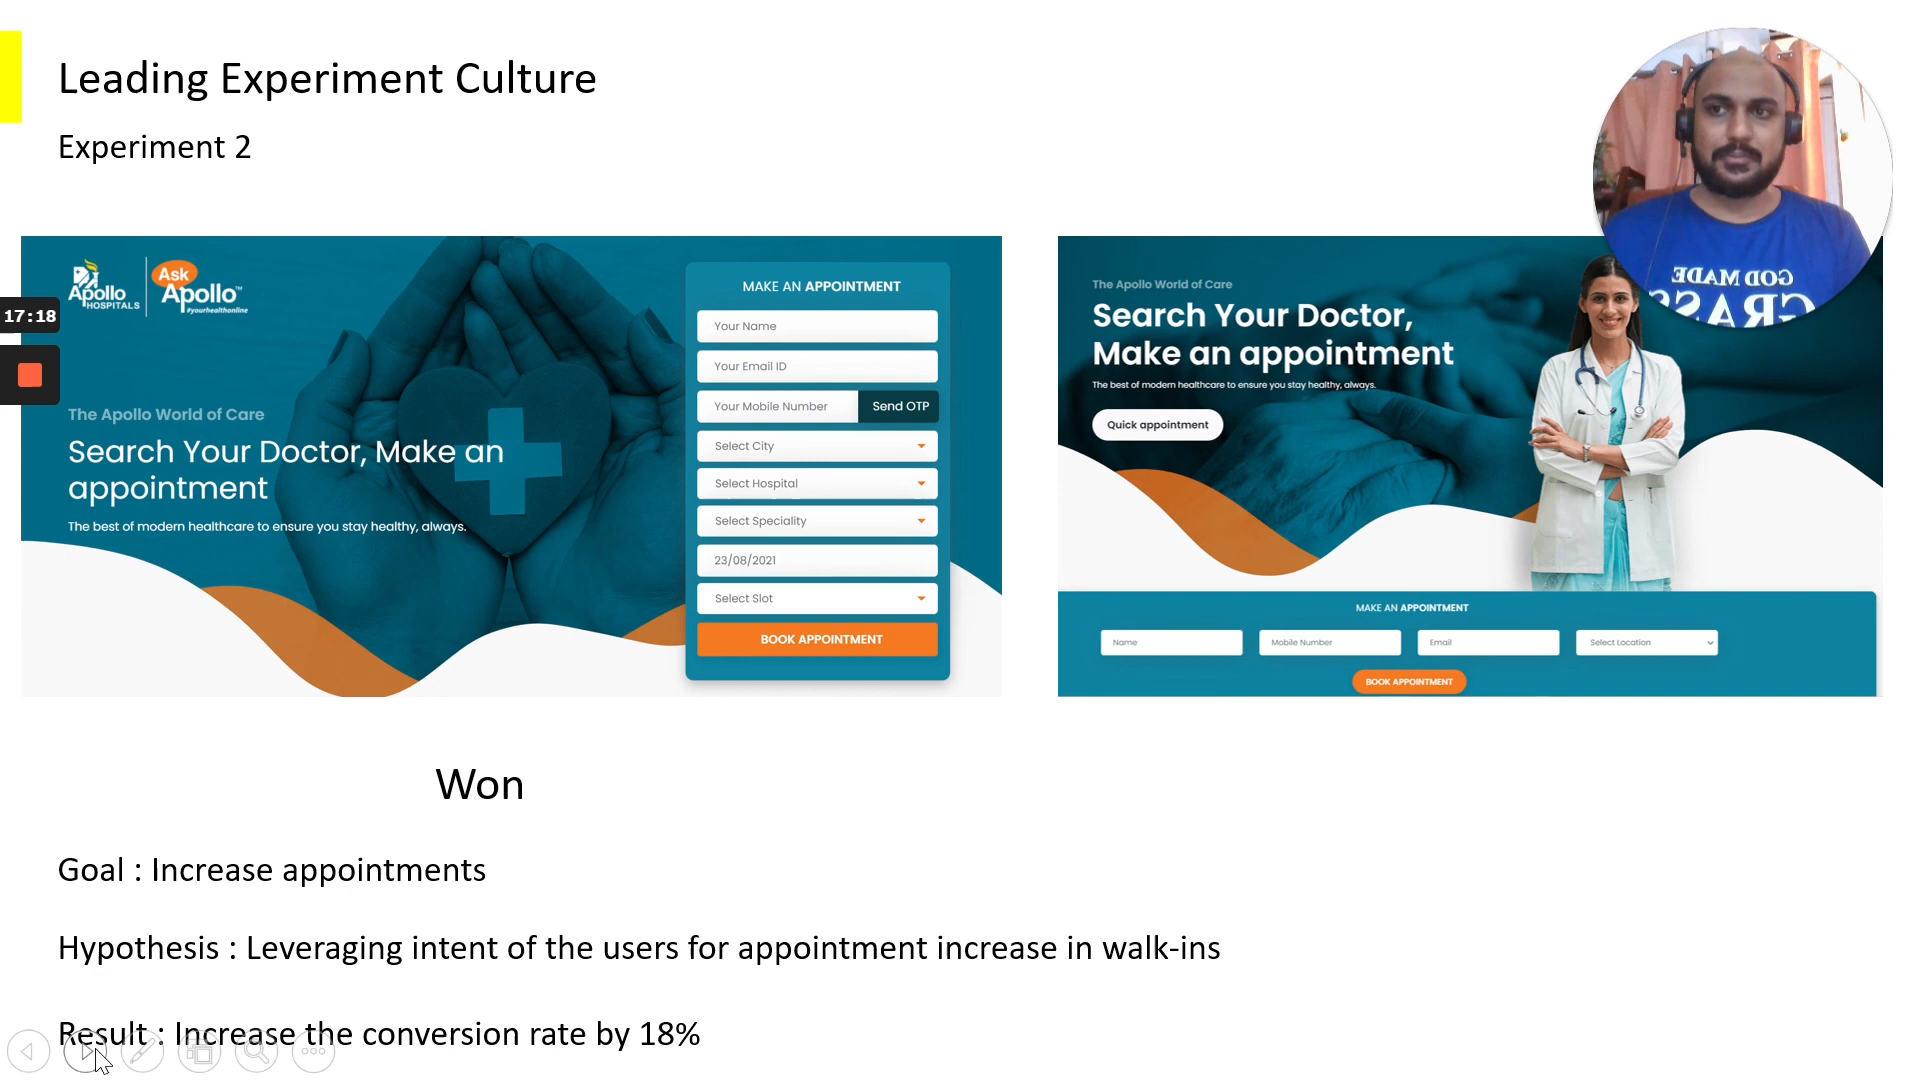 Leading Experiment Culture
Experiment 2
GOD MADE
GRASS
17:18
Apollo
HOSPITALS
Ask
Apollo™
#yourhealthonline
The Apollo World of Care
Search Your Doctor, Make an
appointment
The best of modern healthcare to ensure you stay healthy, always.
MAKE AN APPOINTMENT
Your Name
Your Email ID
Your Mobile Number Send OTP
Select City
Select Hospital
Select Speciality
23/08/2021
Select Slot
BOOK APPOINTMENT
The Apollo World of Care
Search Your Doctor,
Make an appointment
The best of modern healthcare to ensure you stay healthy, always.
Quick appointment
MAKE AN APPOINTMENT
Name Mobile Number Email Select Location
BOOK APPOINTMENT
Won
Goal : Increase appointments
Hypothesis : Leveraging intent of the users for appointment increase in walk-ins
Result : Increase the conversion rate by 18%